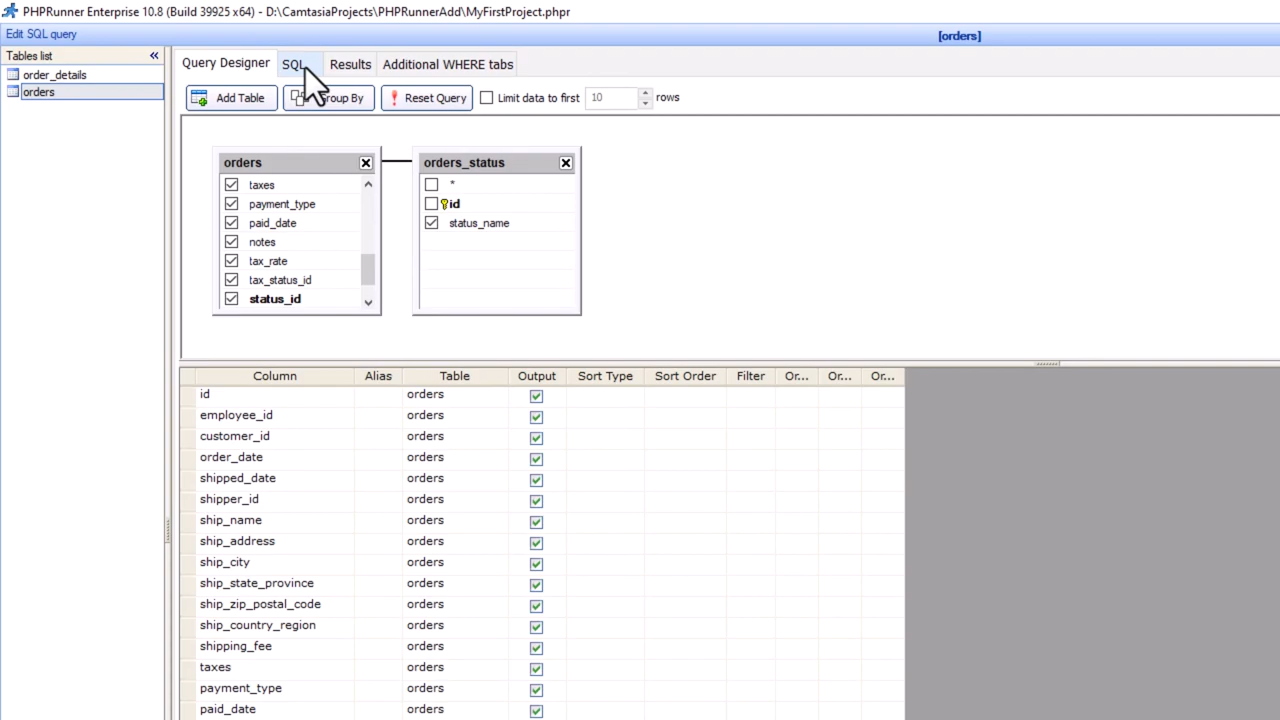 PHPRunner Enterprise 10.8 (Build 39925 x64) - D:\CamtasiaProjects\PHPRunnerAdd\MyFirstProject.phpr
Edit SQL query
[orders]
Tables list
order_details
orders
Query Designer
SQL
Results
Additional WHERE tabs
Add Table
Group By
Reset Query
Limit data to first
10
rows
orders
taxes
payment_type
paid_date
notes
tax_rate
tax_status_id
status_id
orders_status
*
id
status_name
Column Alias Table Output Sort Type Sort Order Filter Or... Or... Or...
id orders
employee_id orders
customer_id orders
order_date orders
shipped_date orders
shipper_id orders
ship_name orders
ship_address orders
ship_city orders
ship_state_province orders
ship_zip_postal_code orders
ship_country_region orders
shipping_fee orders
taxes orders
payment_type orders
paid_date orders